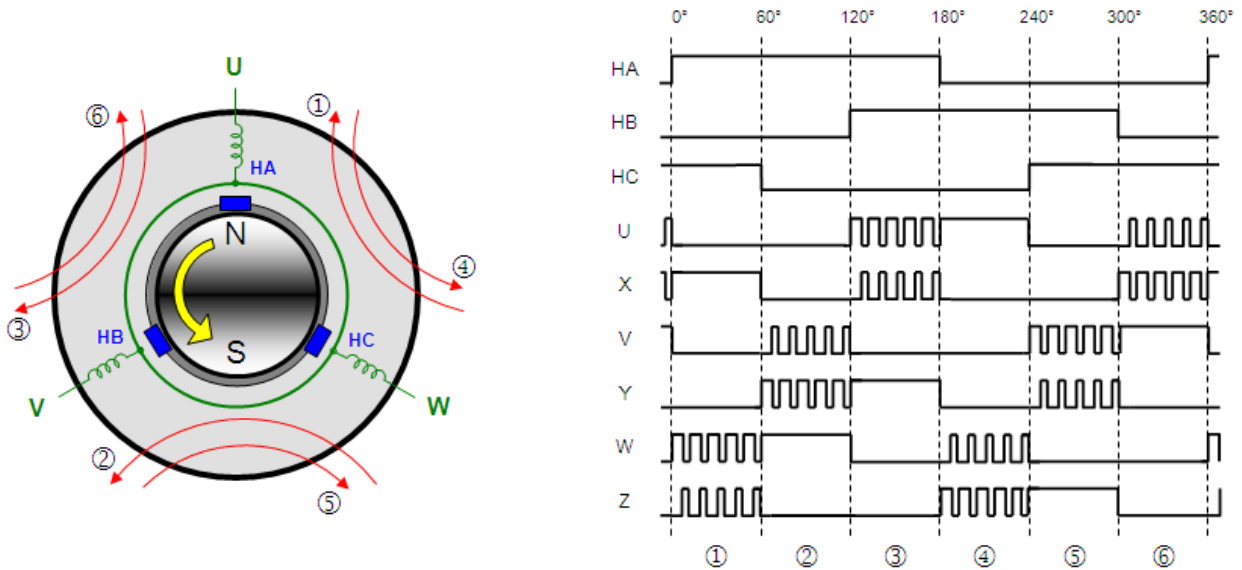 U
①
⑥
HA
N
④
③
HB
HC
S
V
W
②
⑤
0° 60° 120° 180° 240° 300° 360°
HA
HB
HC
U
X
V
Y
W
Z
① ② ③ ④ ⑤ ⑥